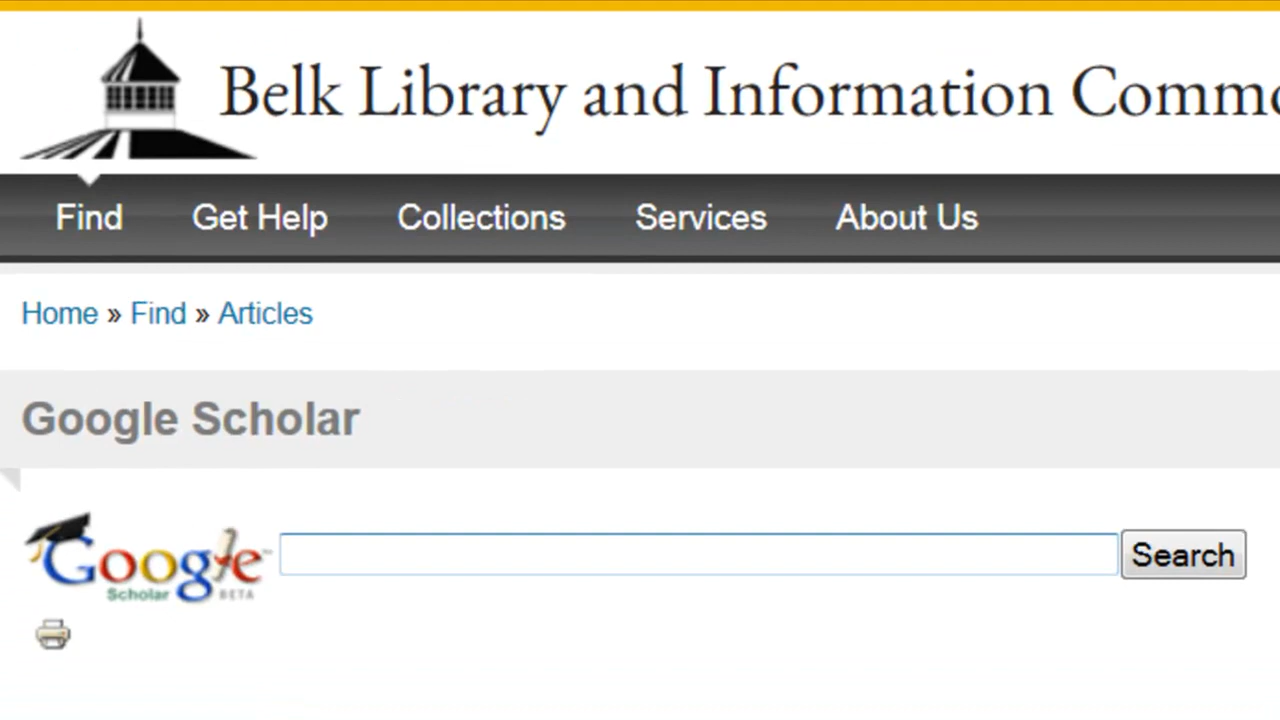 Belk Library and Information Comm
Find Get Help Collections Services About Us
Home » Find » Articles
Google Scholar
Google™ Search
Scholar BETA